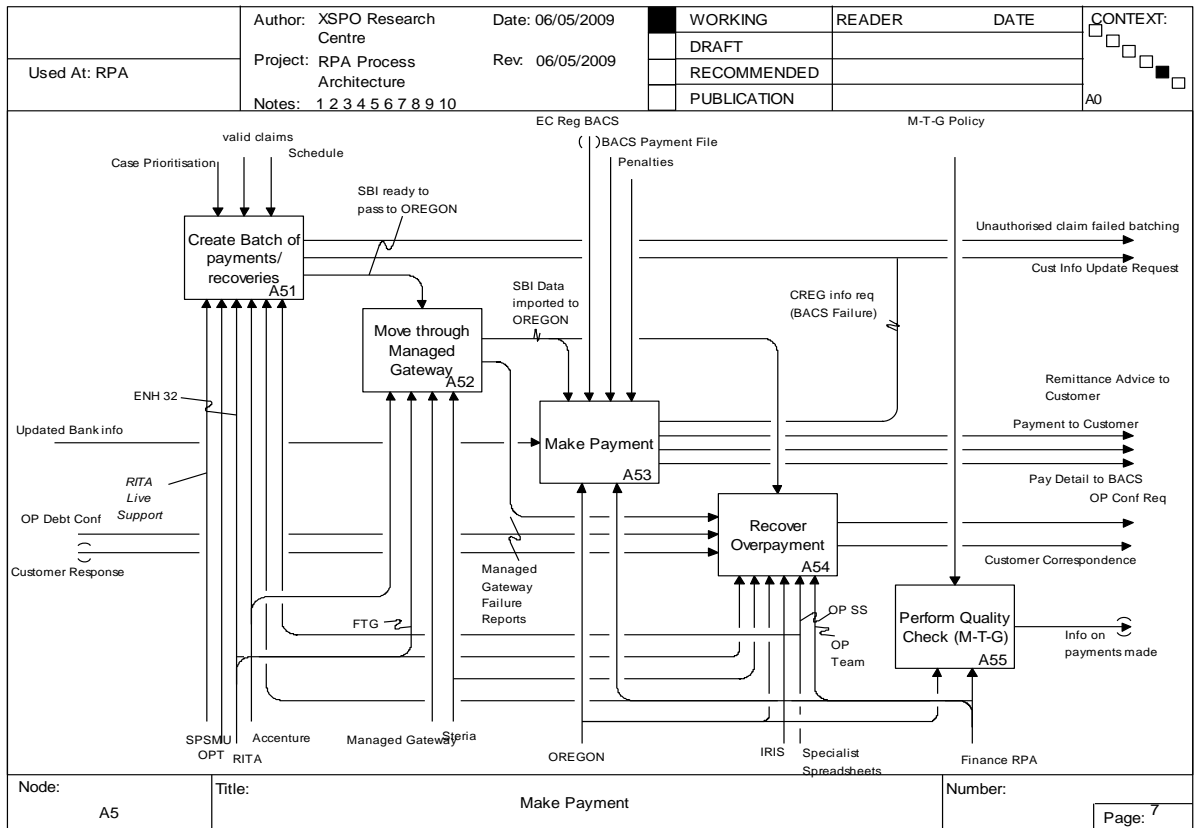 Used At: RPA
Author: XSPO Research
Centre
Date: 06/05/2009
Project: RPA Process
Architecture
Rev: 06/05/2009
Notes: 1 2 3 4 5 6 7 8 9 10
WORKING
DRAFT
RECOMMENDED
PUBLICATION
READER
DATE
CONTEXT:
A0
EC Reg BACS
( ) BACS Payment File
Penalties
M-T-G Policy
valid claims
Schedule
Case Prioritisation
SBI ready to
pass to OREGON
Create Batch of
payments/
recoveries
A51
Unauthorised claim failed batching
Cust Info Update Request
SBI Data
imported to
OREGON
CREG info req
(BACS Failure)
Move through
Managed
Gateway
A52
ENH 32
Remittance Advice to
Customer
Updated Bank info
Make Payment
A53
Payment to Customer
Pay Detail to BACS
RITA
Live
Support
OP Debt Conf
Customer Response
OP Conf Req
Recover
Overpayment
A54
Customer Correspondence
Managed
Gateway
Failure
Reports
FTG
OP SS
OP
Team
Perform Quality
Check (M-T-G)
A55
Info on
payments made
SPSMU
OPT
RITA
Accenture
Managed Gateway
Steria
OREGON
IRIS
Specialist
Spreadsheets
Finance RPA
Node:
A5
Title:
Make Payment
Number:
Page: 7